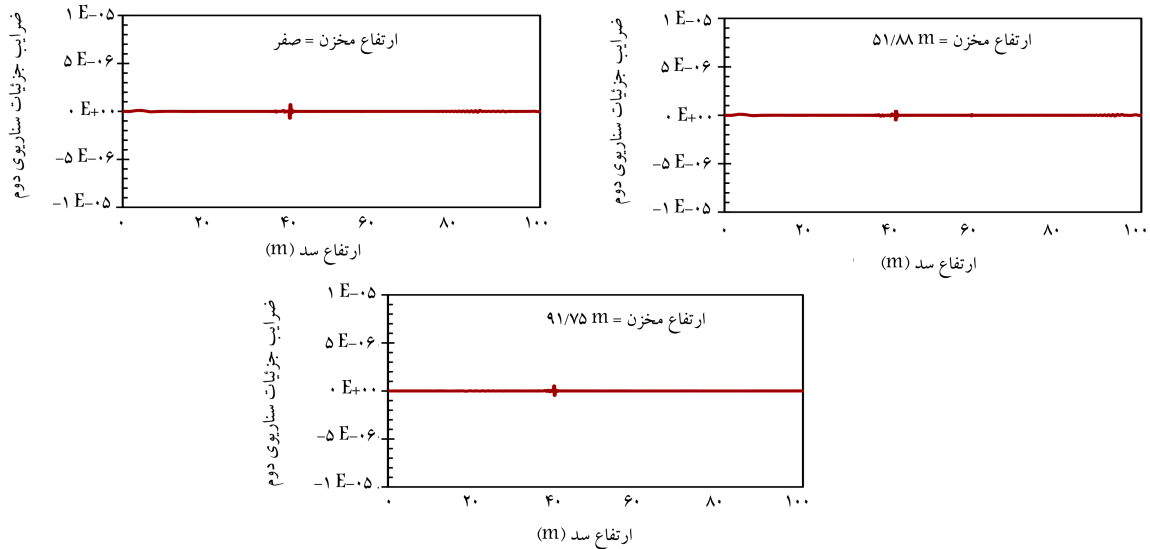 ضرایب جزئیات سناریوی دوم
۱ E-۰۵
۵ E-۰۶
۰ E+۰۰
-۵ E-۰۶
-۱ E-۰۵
ارتفاع مخزن = صفر
۰ ۲۰ ۴۰ ۶۰ ۸۰ ۱۰۰
ارتفاع سد (m)
ضرایب جزئیات سناریوی دوم
۱ E-۰۵
۵ E-۰۶
۰ E+۰۰
-۵ E-۰۶
-۱ E-۰۵
ارتفاع مخزن = ۵۱/۸۸ m
۰ ۲۰ ۴۰ ۶۰ ۸۰ ۱۰۰
ارتفاع سد (m)
ضرایب جزئیات سناریوی دوم
۱ E-۰۵
۵ E-۰۶
۰ E+۰۰
-۵ E-۰۶
-۱ E-۰۵
ارتفاع مخزن = ۹۱/۷۵ m
۰ ۲۰ ۴۰ ۶۰ ۸۰ ۱۰۰
ارتفاع سد (m)